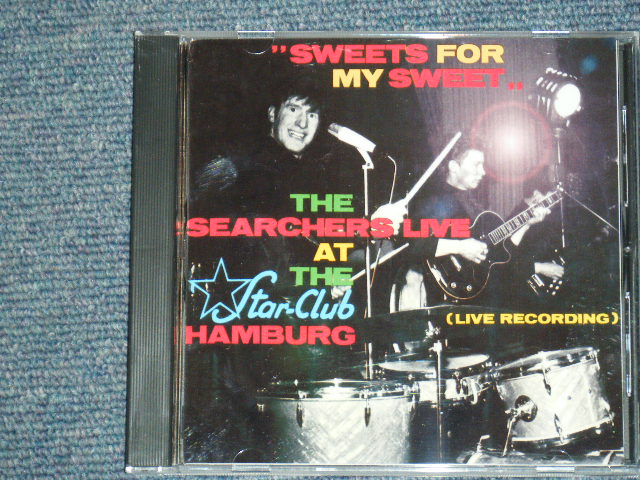 "SWEETS FOR
MY SWEET„
THE
SEARCHERS LIVE
AT
THE
Star-Club
HAMBURG
(LIVE RECORDING)